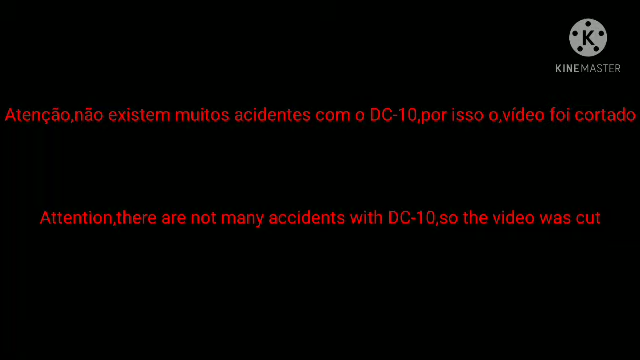 KINEMASTER
Atenção,não existem muitos acidentes com o DC-10,por isso o,vídeo foi cortado
Attention,there are not many accidents with DC-10,so the video was cut